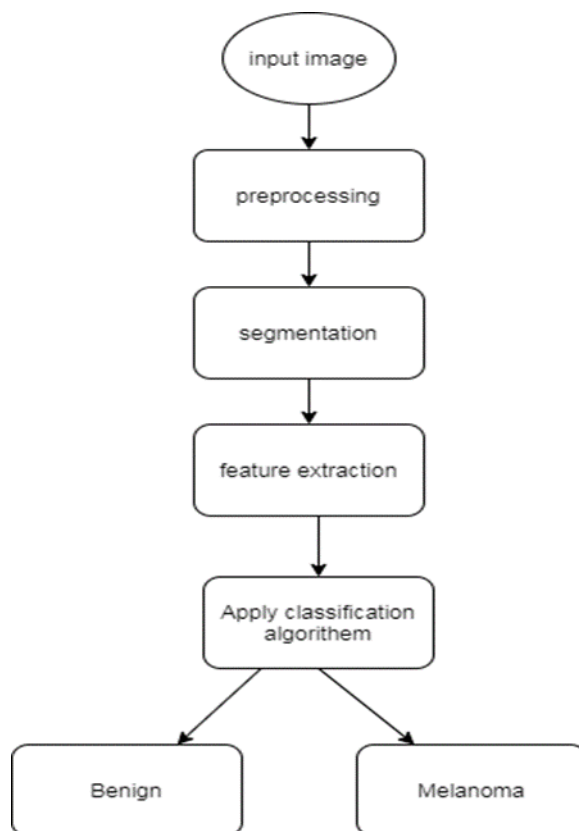 input image
preprocessing
segmentation
feature extraction
Apply classification
algorithem
Benign
Melanoma